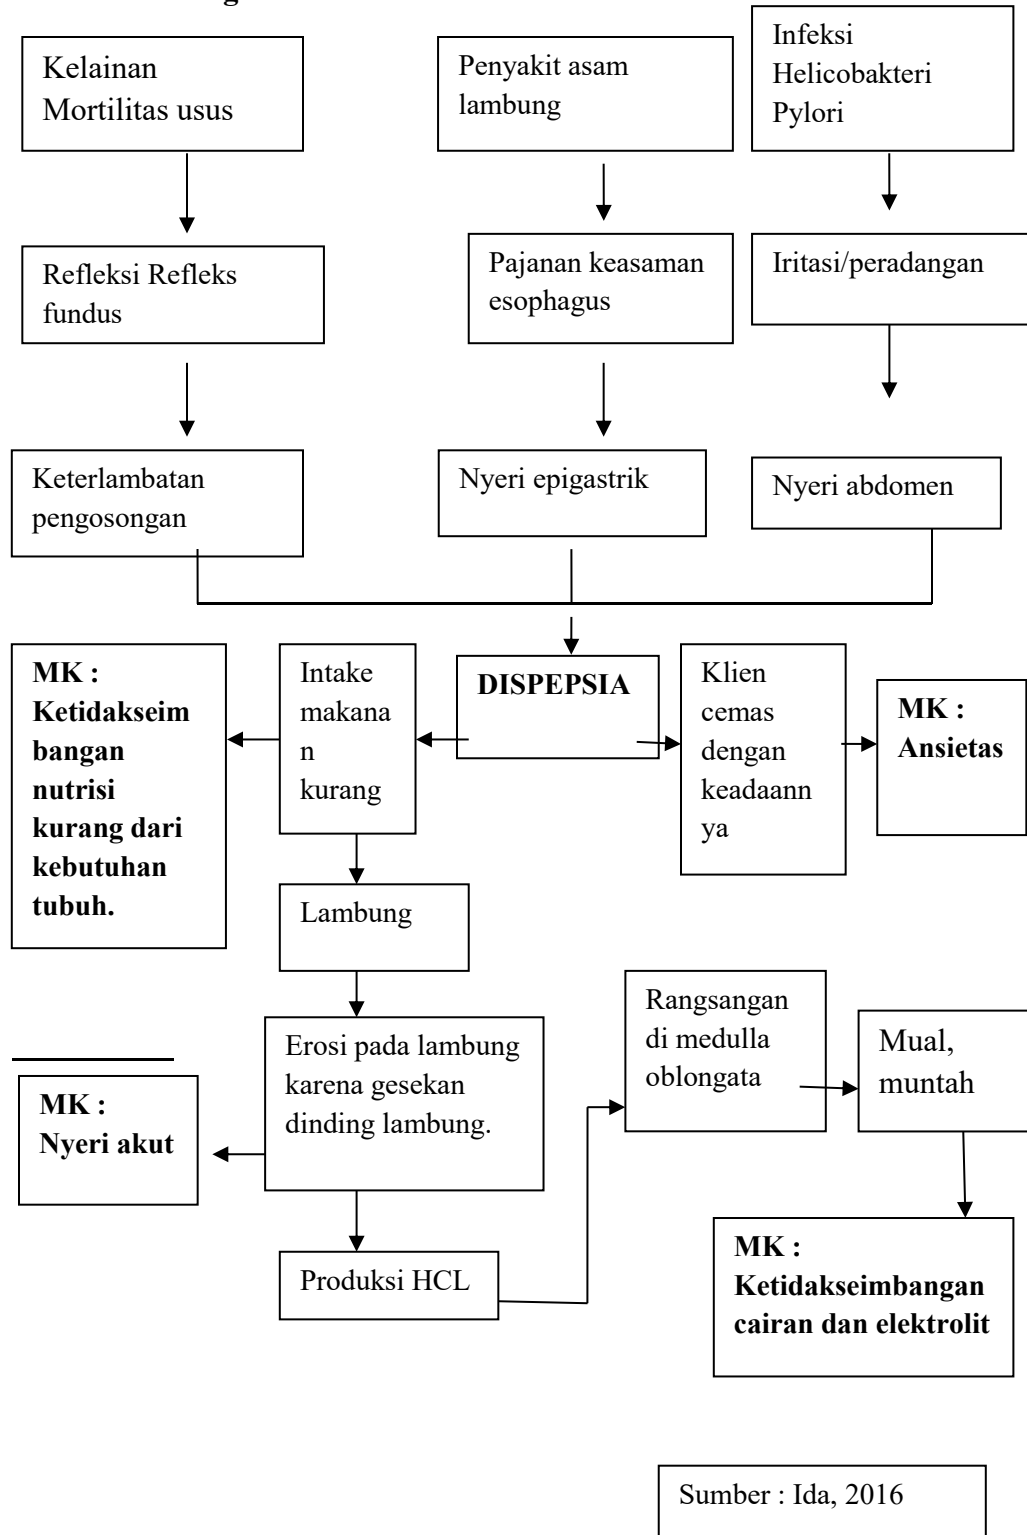 Kelainan
Mortilitas usus
Penyakit asam
lambung
Infeksi
Helicobakteri
Pylori
Refleksi Refleks
fundus
Pajanan keasaman
esophagus
Iritasi/peradangan
Keterlambatan
pengosongan
Nyeri epigastrik
Nyeri abdomen
MK :
Ketidakseim
bangan
nutrisi
kurang dari
kebutuhan
tubuh.
Intake
makana
n
kurang
DISPEPSIA
Klien
cemas
dengan
keadaann
ya
MK :
Ansietas
Lambung
Erosi pada lambung
karena gesekan
dinding lambung.
Rangsangan
di medulla
oblongata
Mual,
muntah
MK :
Nyeri akut
Produksi HCL
MK :
Ketidakseimbangan
cairan dan elektrolit
Sumber : Ida, 2016